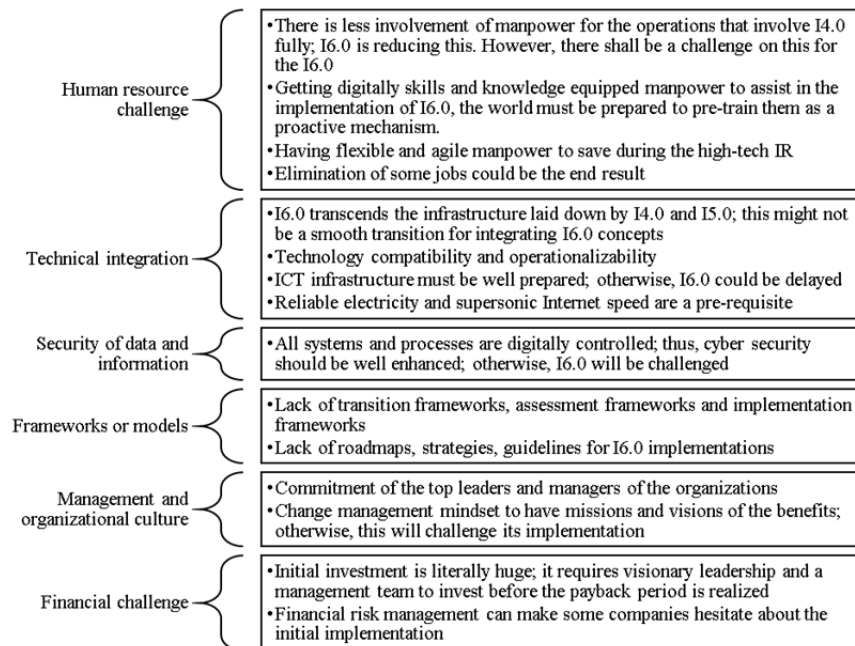 Human resource
challenge
•There is less involvement of manpower for the operations that involve I4.0
fully; I6.0 is reducing this. However, there shall be a challenge on this for
the I6.0
•Getting digitally skills and knowledge equipped manpower to assist in the
implementation of I6.0, the world must be prepared to pre-train them as a
proactive mechanism.
•Having flexible and agile manpower to save during the high-tech IR
•Elimination of some jobs could be the end result
Technical integration
•I6.0 transcends the infrastructure laid down by I4.0 and I5.0; this might not
be a smooth transition for integrating I6.0 concepts
•Technology compatibility and operationalizability
•ICT infrastructure must be well prepared; otherwise, I6.0 could be delayed
•Reliable electricity and supersonic Internet speed are a pre-requisite
Security of data and
information
•All systems and processes are digitally controlled; thus, cyber security
should be well enhanced; otherwise, I6.0 will be challenged
Frameworks or models
•Lack of transition frameworks, assessment frameworks and implementation
frameworks
•Lack of roadmaps, strategies, guidelines for I6.0 implementations
Management and
organizational culture
•Commitment of the top leaders and managers of the organizations
•Change management mindset to have missions and visions of the benefits;
otherwise, this will challenge its implementation
Financial challenge
•Initial investment is literally huge; it requires visionary leadership and a
management team to invest before the payback period is realized
•Financial risk management can make some companies hesitate about the
initial implementation